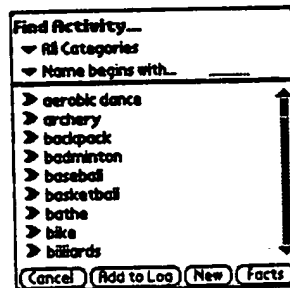 Find Activity...
All Categories
Name begins with...
aerobic dance
archery
backpack
badminton
baseball
basketball
bathe
bike
billiards
Cancel Add to Log New Facts